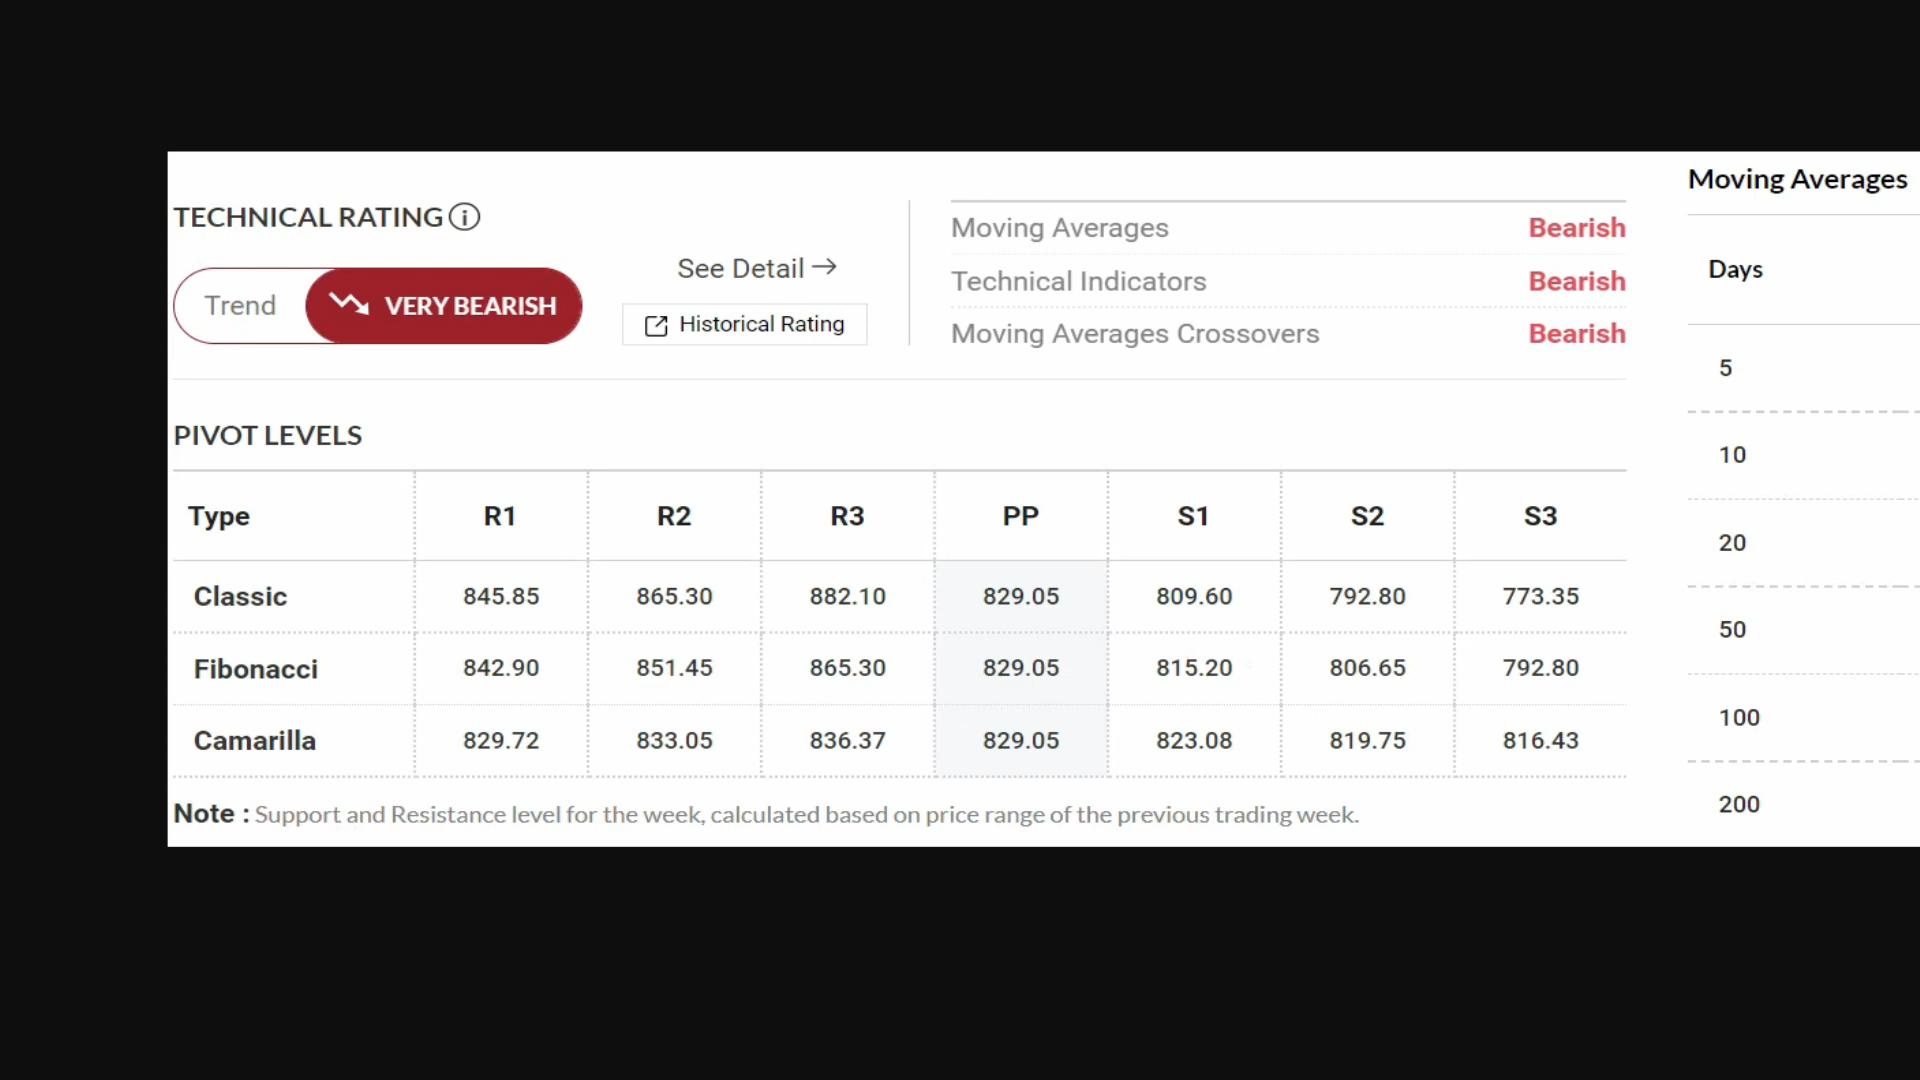 TECHNICAL RATING
Trend VERY BEARISH
See Detail →
Historical Rating
Moving Averages Bearish
Technical Indicators Bearish
Moving Averages Crossovers Bearish
PIVOT LEVELS
Type R1 R2 R3 PP S1 S2 S3
Classic 845.85 865.30 882.10 829.05 809.60 792.80 773.35
Fibonacci 842.90 851.45 865.30 829.05 815.20 806.65 792.80
Camarilla 829.72 833.05 836.37 829.05 823.08 819.75 816.43
Note : Support and Resistance level for the week, calculated based on price range of the previous trading week.
Moving Averages
Days
5
10
20
50
100
200